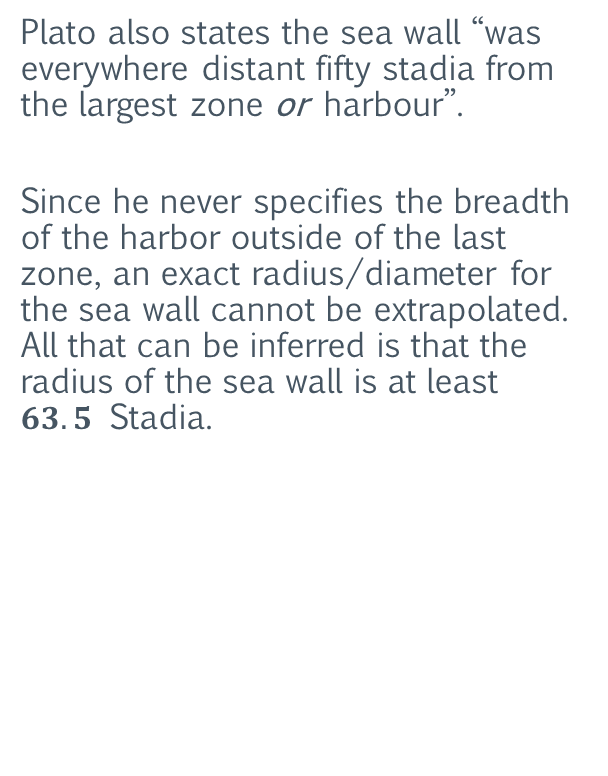 Plato also states the sea wall “was
everywhere distant fifty stadia from
the largest zone or harbour”.
Since he never specifies the breadth
of the harbor outside of the last
zone, an exact radius/diameter for
the sea wall cannot be extrapolated.
All that can be inferred is that the
radius of the sea wall is at least
63.5 Stadia.